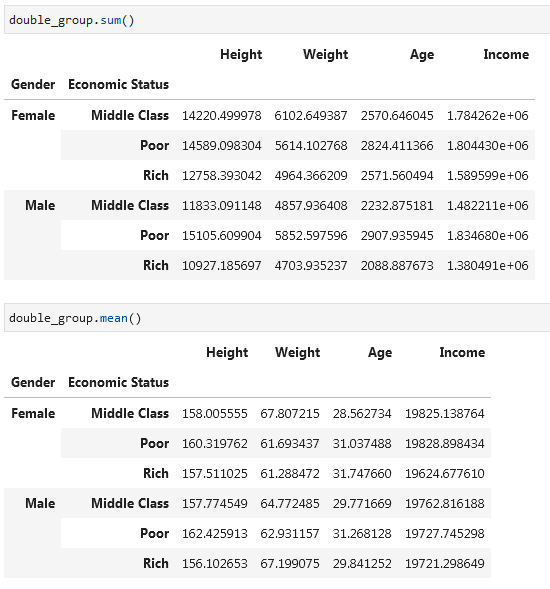 double_group.sum()
Height Weight Age Income
Gender Economic Status
Female Middle Class 14220.499978 6102.649387 2570.646045 1.784262e+06
Poor 14589.098304 5614.102768 2824.411366 1.804430e+06
Rich 12758.393042 4964.366209 2571.560494 1.589599e+06
Male Middle Class 11833.091148 4857.936408 2232.875181 1.482211e+06
Poor 15105.609904 5852.597596 2907.935945 1.834680e+06
Rich 10927.185697 4703.935237 2088.887673 1.380491e+06
double_group.mean()
Height Weight Age Income
Gender Economic Status
Female Middle Class 158.005555 67.807215 28.562734 19825.138764
Poor 160.319762 61.693437 31.037488 19828.898434
Rich 157.511025 61.288472 31.747660 19624.677610
Male Middle Class 157.774549 64.772485 29.771669 19762.816188
Poor 162.425913 62.931157 31.268128 19727.745298
Rich 156.102653 67.199075 29.841252 19721.298649